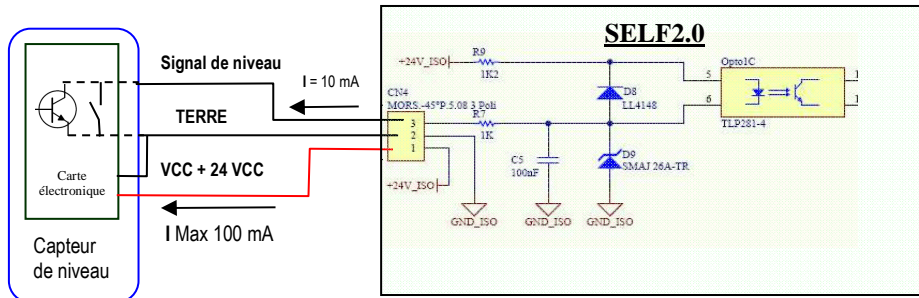 SELF2.0
Signal de niveau
I = 10 mA
TERRE
VCC + 24 VCC
I Max 100 mA
Carte
électronique
Capteur
de niveau
+24V_ISO
R9
1K2
Opto1C
5
6
1
1
TLP281-4
D8
LL4148
CN4
MORS.-45°P.5.08 3 Poli
3
2
1
R7
1K
C5
100nF
D9
SMAJ 26A-TR
+24V_ISO
GND_ISO
GND_ISO
GND_ISO